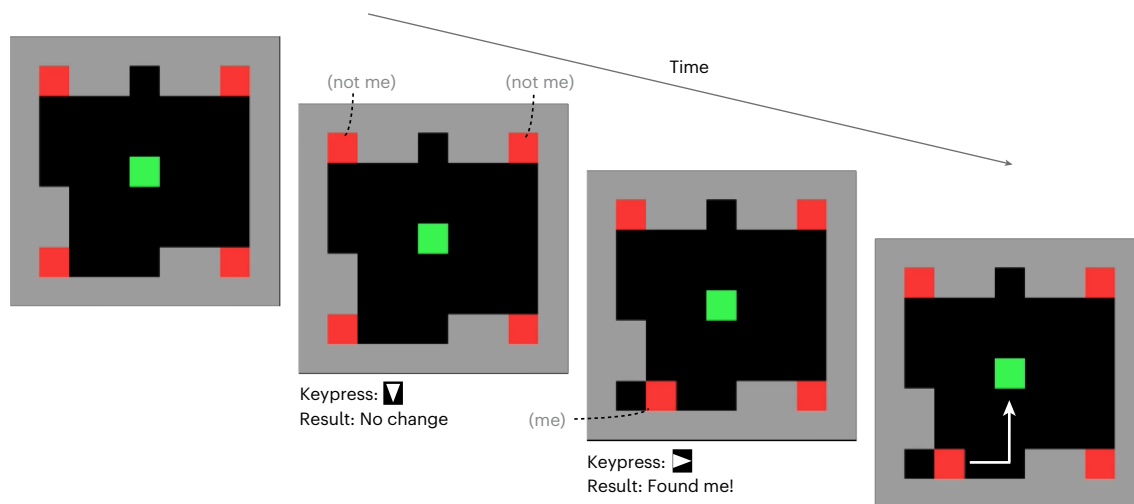 Time
(not me)
(not me)
Keypress:
Result: No change
(me)
Keypress:
Result: Found me!